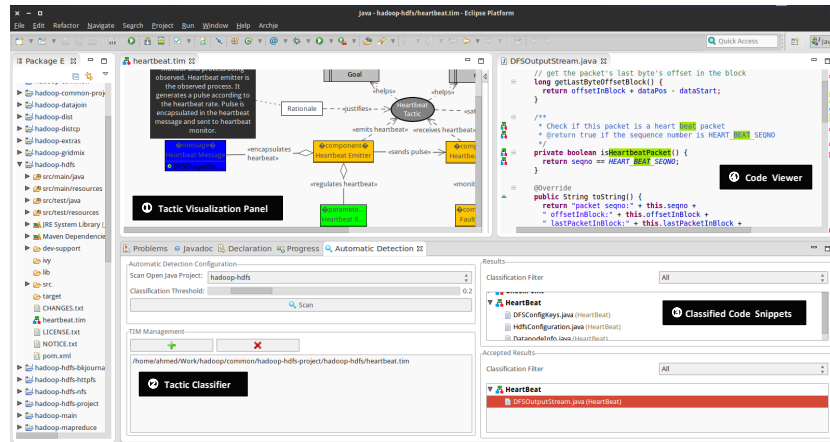 Java - hadoop-hdfs/heartbeat.tim - Eclipse Platform
File Edit Refactor Navigate Search Project Run Window Help Archie
Quick Access
Package E
hadoop-common-proj
hadoop-datajoin
hadoop-dist
hadoop-distcp
hadoop-extras
hadoop-gridmix
hadoop-hdfs
src/main/java
src/main/resources
src/test/java
src/test/resources
JRE System Library [
Maven Dependencie
dev-support
ivy
lib
src
target
CHANGES.txt
heartbeat.tim
LICENSE.txt
NOTICE.txt
pom.xml
hadoop-hdfs-bkjourna
hadoop-hdfs-httpfs
hadoop-hdfs-nfs
hadoop-hdfs-project
hadoop-main
hadoop-mapreduce
heartbeat.tim
observed. Heartbeat emitter is
the observed process. It
generates a pulse according to
the heartbeat rate. Pulse is
encapsulated in the heartbeat
message and sent to heartbeat
monitor.
Goal
«helps» «helps»
Rationale «justifies» Heartbeat
Tactic
«emits heartbeat» «receives heartbeat»
«message»
Heartbeat Message
«encapsulates
hearbeat»
«component»
Heartbeat Emitter
«sends pulse»
«regulates heartbeat»
Heartbeat R...
① Tactic Visualization Panel
DFSOutputStream.java
// get the packet's last byte's offset in the block
long getLastByteOffsetBlock() {
return offsetInBlock + dataPos - dataStart;
}
/**
* Check if this packet is a heart beat packet
* @return true if the sequence number is HEART_BEAT_SEQNO
*/
private boolean isHeartbeatPacket() {
return seqno == HEART_BEAT_SEQNO;
}
@Override
public String toString() {
return "packet seqno:" + this.seqno +
" offsetInBlock:" + this.offsetInBlock +
" lastPacketInBlock:" + this.lastPacketInBlock +
④ Code Viewer
Problems Javadoc Declaration Progress Automatic Detection
Automatic Detection Configuration
Scan Open Java Project: hadoop-hdfs
Classification Threshold: 0.2
Scan
TIM Management
/home/ahmed/Work/hadoop/common/hadoop-hdfs-project/hadoop-hdfs/heartbeat.tim
② Tactic Classifier
Results
Classification Filter All
HeartBeat
DFSConfigKeys.java (HeartBeat)
HdfsConfiguration.java (HeartBeat)
DatanodeInfo.java (HeartBeat)
③ Classified Code Snippets
Accepted Results
Classification Filter All
HeartBeat
DFSOutputStream.java (HeartBeat)